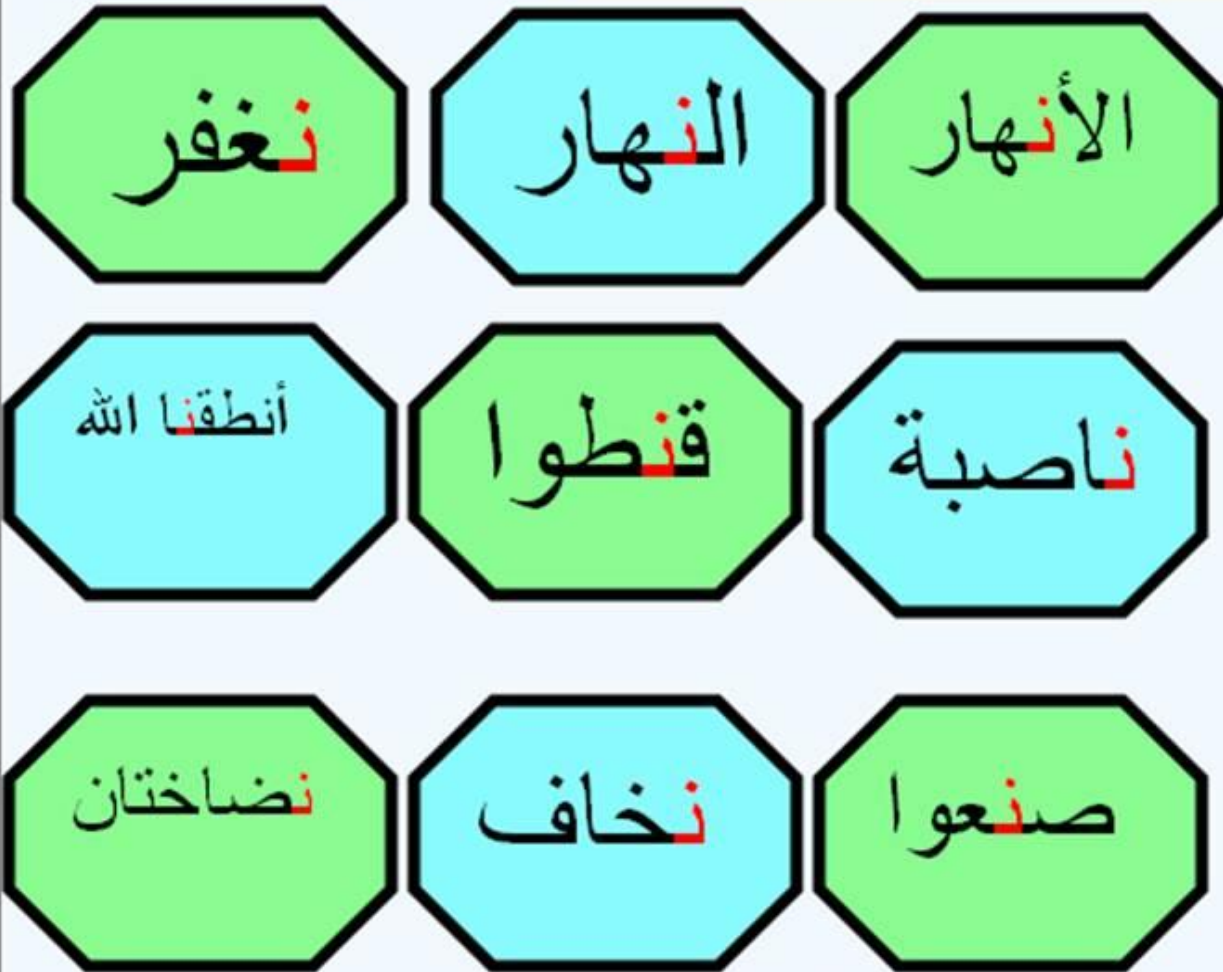 الأنهار
النهار
نغفر
ناصبة
قنطوا
أنطقنا الله
صنعوا
نخاف
نضاختان